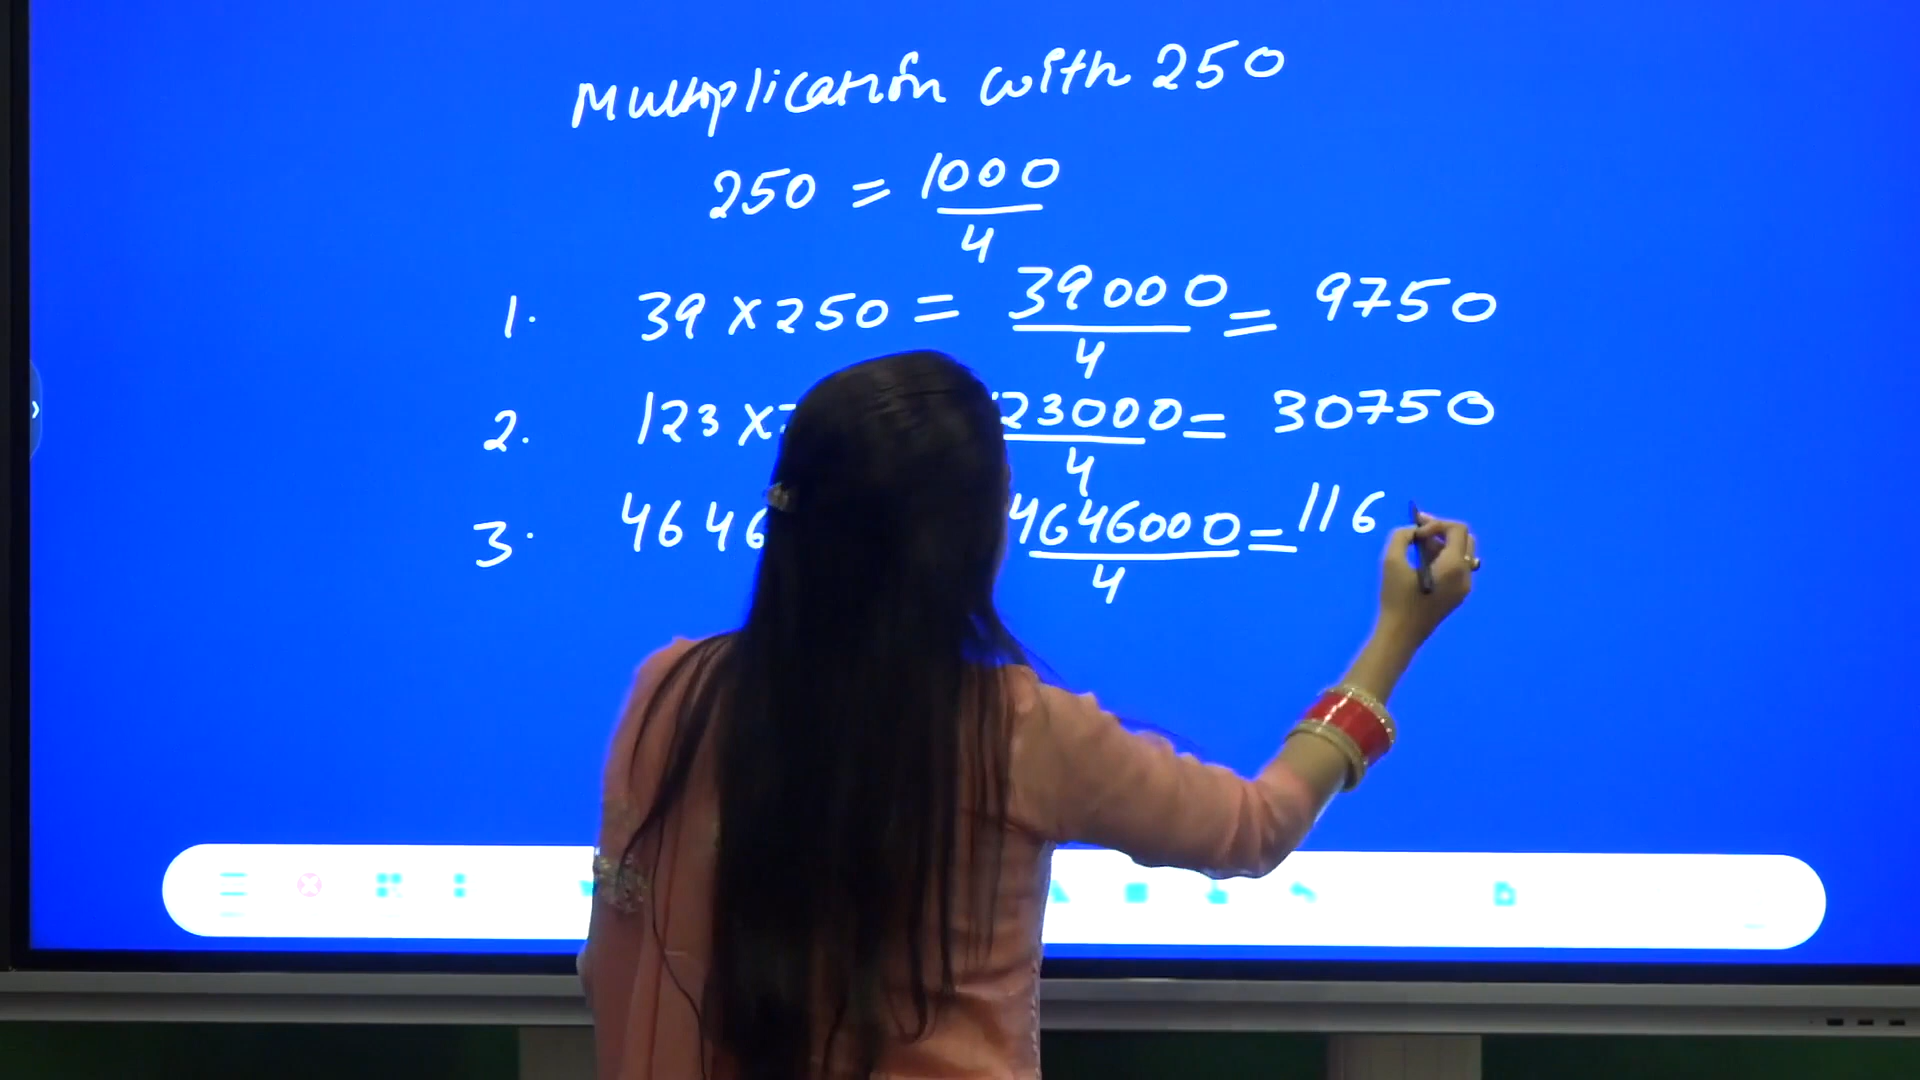 Multiplication with 250
250 = 1000/4
1. 39 × 250 = 39000/4 = 9750
2. 123 × 23000/4 = 30750
3. 4646 4646000/4 = 116